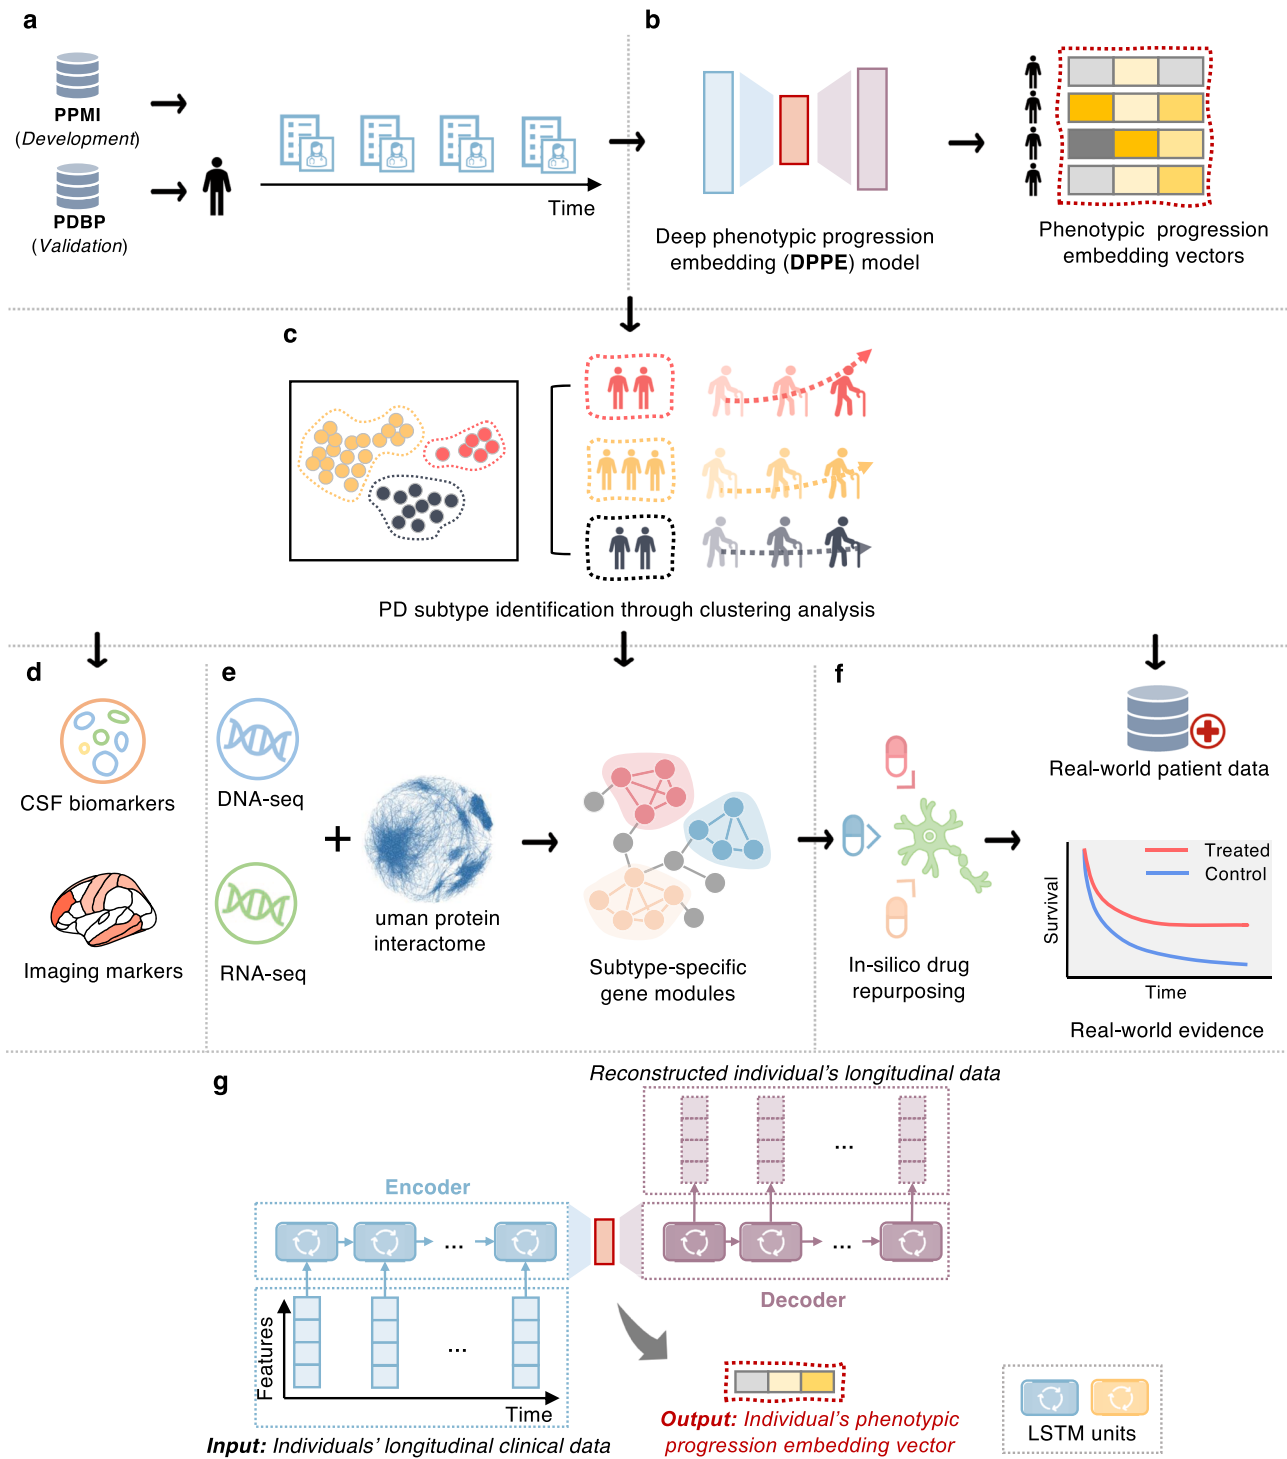 a
PPMI
(Development)
PDBP
(Validation)
Time
b
Deep phenotypic progression
embedding (DPPE) model
Phenotypic progression
embedding vectors
c
PD subtype identification through clustering analysis
d
CSF biomarkers
Imaging markers
e
DNA-seq
RNA-seq
+
uman protein
interactome
Subtype-specific
gene modules
f
In-silico drug
repurposing
Real-world patient data
Treated
Control
Survival
Time
Real-world evidence
g
Reconstructed individual's longitudinal data
...
Encoder
...
...
Decoder
Features
...
Time
Input: Individuals' longitudinal clinical data
Output: Individual's phenotypic
progression embedding vector
LSTM units